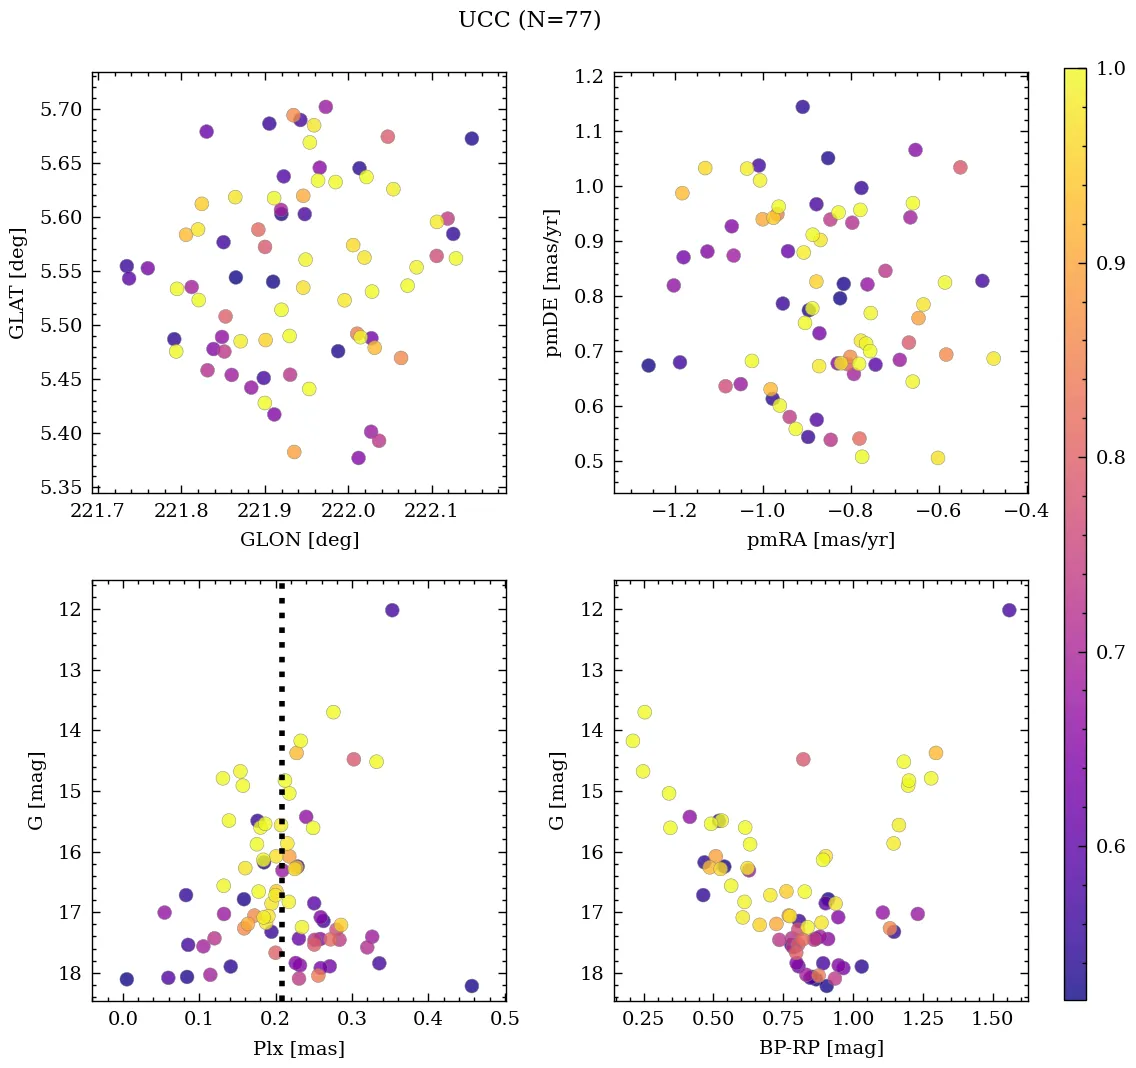 UCC (N=77)
5.70
5.65
5.60
5.55
5.50
5.45
5.40
5.35
GLAT [deg]
221.7 221.8 221.9 222.0 222.1
GLON [deg]
1.2
1.1
1.0
0.9
0.8
0.7
0.6
0.5
pmDE [mas/yr]
−1.2 −1.0 −0.8 −0.6 −0.4
pmRA [mas/yr]
12
13
14
15
16
17
18
G [mag]
0.0 0.1 0.2 0.3 0.4 0.5
Plx [mas]
12
13
14
15
16
17
18
G [mag]
0.25 0.50 0.75 1.00 1.25 1.50
BP-RP [mag]
1.0
0.9
0.8
0.7
0.6